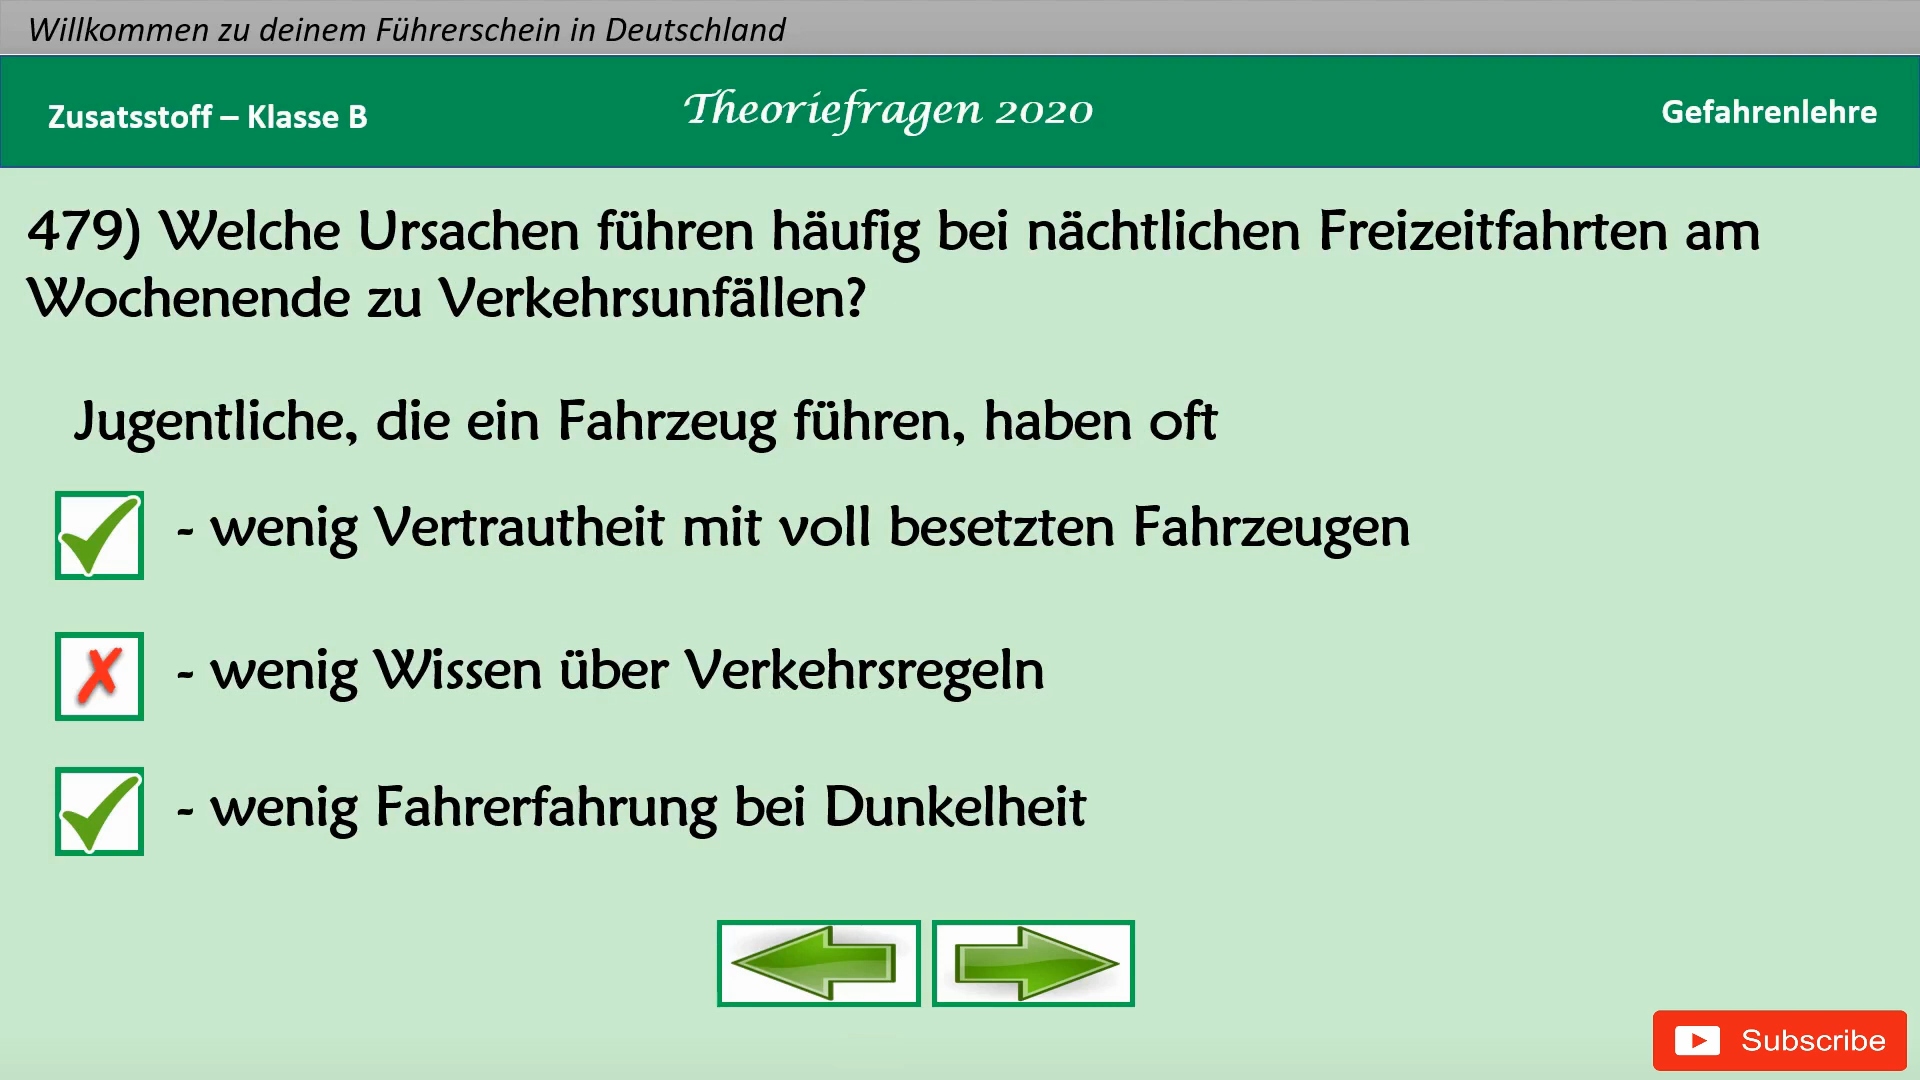 Willkommen zu deinem Führerschein in Deutschland
Zusatsstoff – Klasse B
Theoriefragen 2020
Gefahrenlehre
479) Welche Ursachen führen häufig bei nächtlichen Freizeitfahrten am
Wochenende zu Verkehrsunfällen?
Jugentliche, die ein Fahrzeug führen, haben oft
- wenig Vertrautheit mit voll besetzten Fahrzeugen
- wenig Wissen über Verkehrsregeln
- wenig Fahrerfahrung bei Dunkelheit
Subscribe